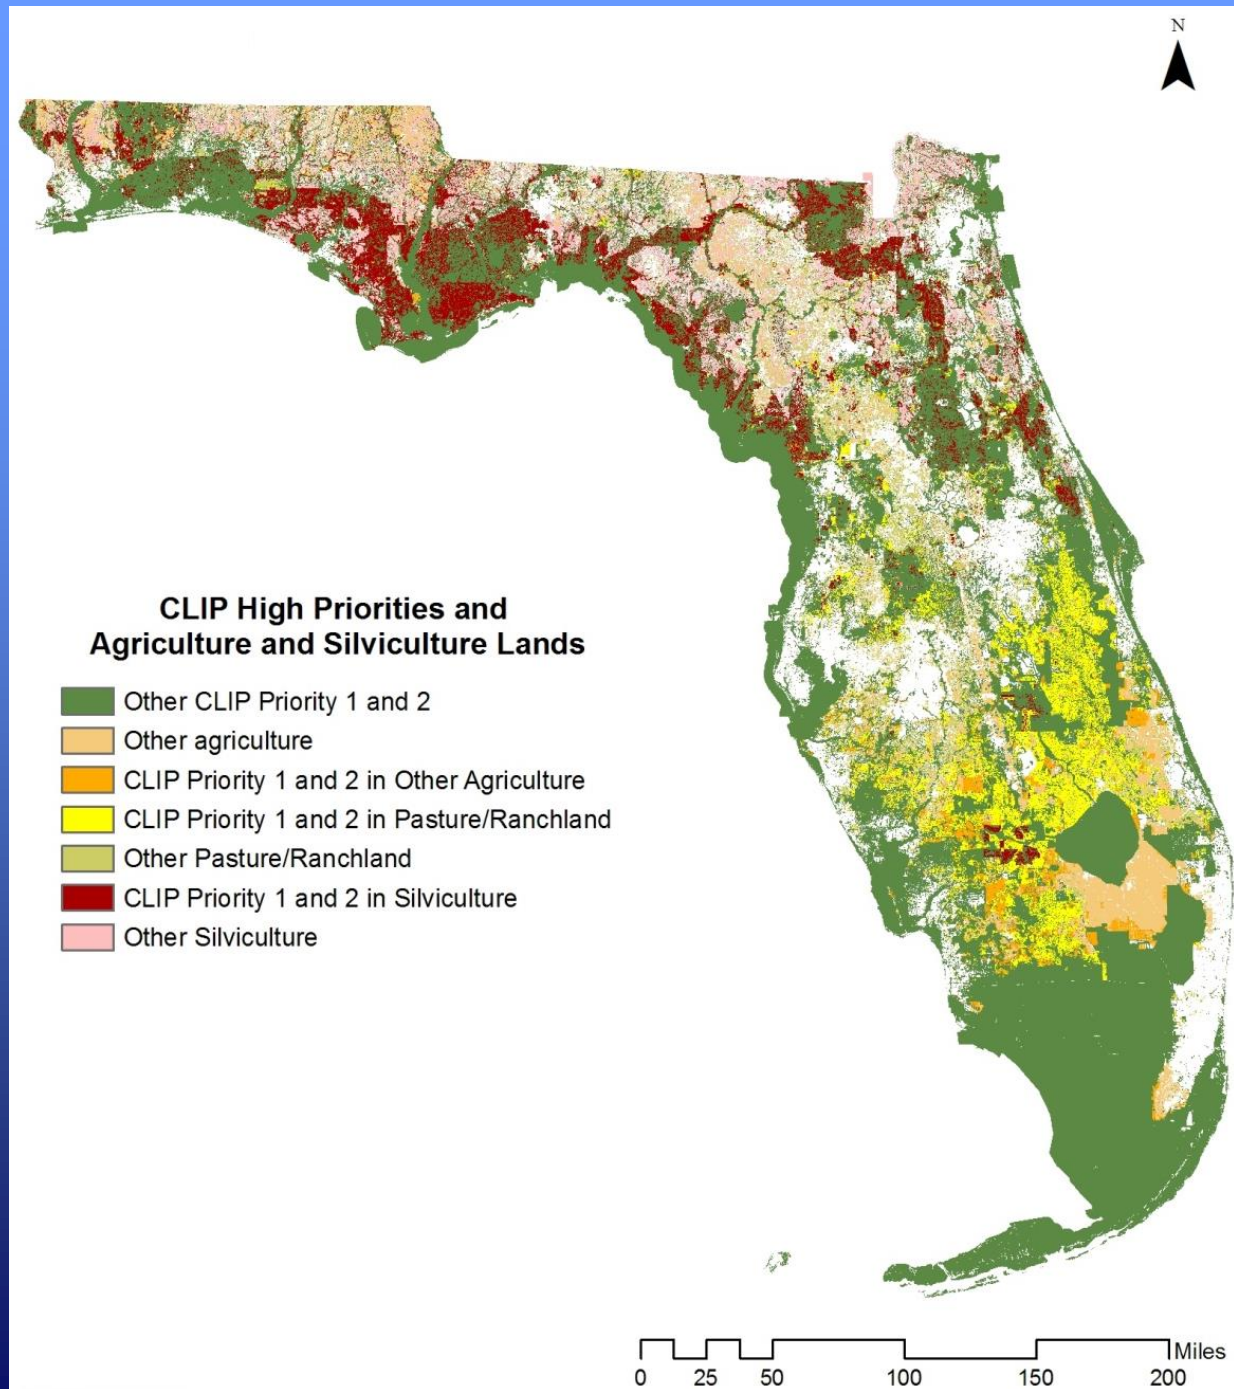 N
CLIP High Priorities and
Agriculture and Silviculture Lands
Other CLIP Priority 1 and 2
Other agriculture
CLIP Priority 1 and 2 in Other Agriculture
CLIP Priority 1 and 2 in Pasture/Ranchland
Other Pasture/Ranchland
CLIP Priority 1 and 2 in Silviculture
Other Silviculture
Miles
0 25 50 100 150 200